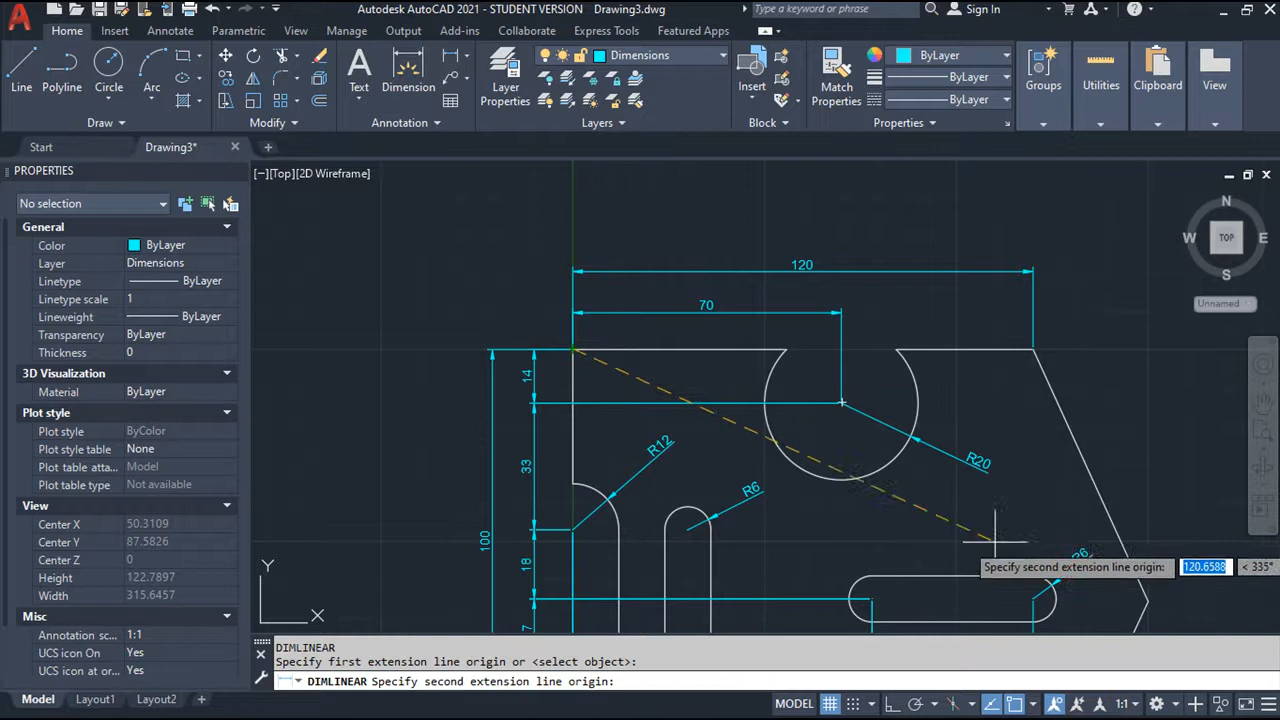 Autodesk AutoCAD 2021 - STUDENT VERSION Drawing3.dwg
Type a keyword or phrase
Sign In
Home Insert Annotate Parametric View Manage Output Add-ins Collaborate Express Tools Featured Apps
Line Polyline Circle Arc
Text Dimension
Layer Properties
Dimensions
Insert
Match Properties
ByLayer
ByLayer
ByLayer
Groups Utilities Clipboard View
Draw Modify Annotation Layers Block Properties
Start Drawing3*
PROPERTIES
No selection
General
Color ByLayer
Layer Dimensions
Linetype ByLayer
Linetype scale 1
Lineweight ByLayer
Transparency ByLayer
Thickness 0
3D Visualization
Material ByLayer
Plot style
Plot style ByColor
Plot style table None
Plot table atta... Model
Plot table type Not available
View
Center X 50.3109
Center Y 87.5826
Center Z 0
Height 122.7897
Width 315.6457
Misc
Annotation sc... 1:1
UCS icon On Yes
UCS icon at or... Yes
[−][Top][2D Wireframe]
N
W TOP E
S
Unnamed
120
70
14
33
R12
R20
R6
100
18
R6
7
Y
X
Specify second extension line origin: 120.6588 < 335°
DIMLINEAR
Specify first extension line origin or <select object>:
DIMLINEAR Specify second extension line origin:
Model Layout1 Layout2
MODEL
1:1